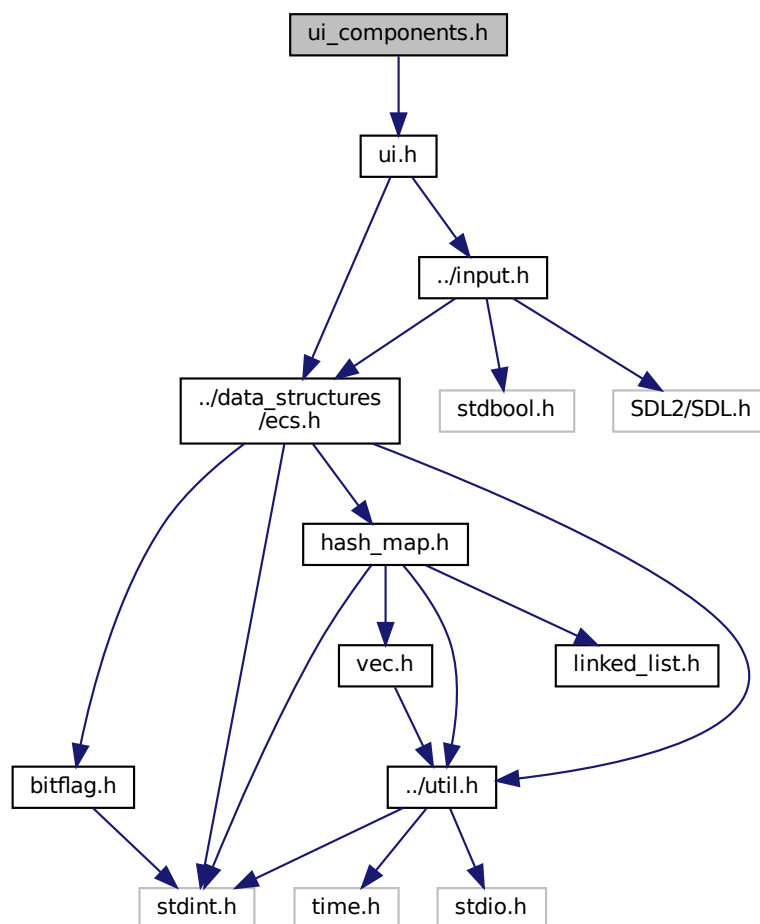 ui_components.h
ui.h
../input.h
../data_structures
/ecs.h
stdbool.h
SDL2/SDL.h
hash_map.h
vec.h
linked_list.h
bitflag.h
../util.h
stdint.h
time.h
stdio.h